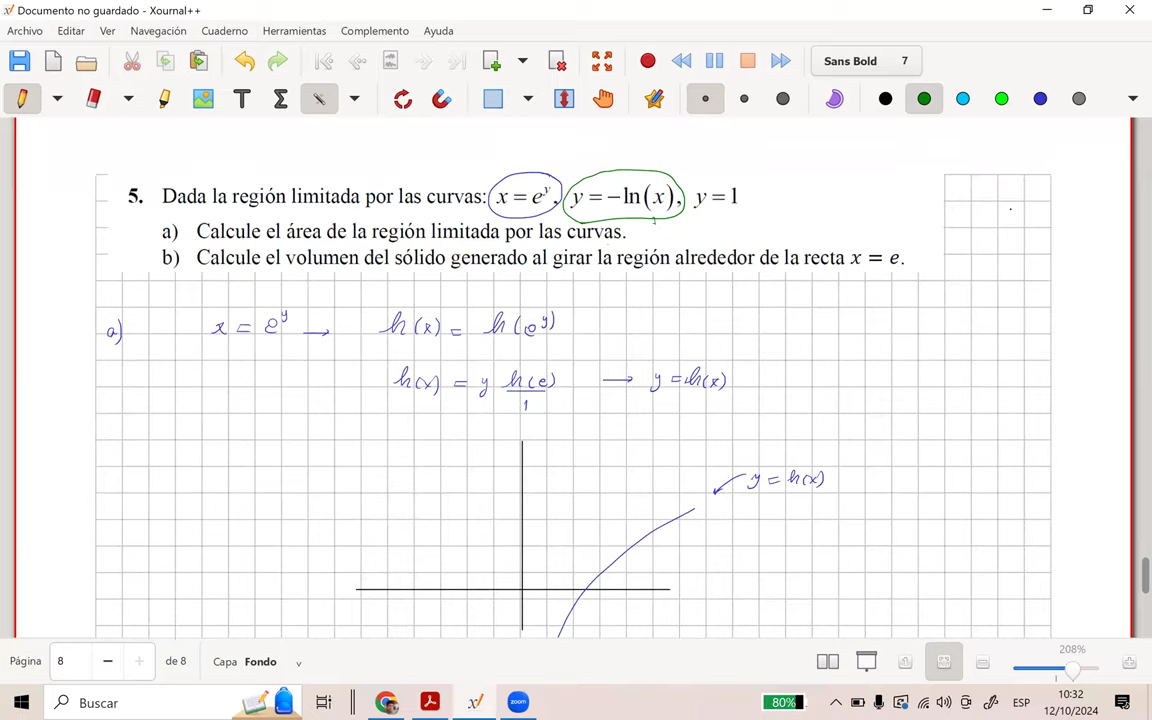 Documento no guardado - Xournal++
Archivo Editar Ver Navegación Cuaderno Herramientas Complemento Ayuda
Sans Bold 7
5. Dada la región limitada por las curvas: x = e^y, y = −ln(x), y = 1
a) Calcule el área de la región limitada por las curvas.
b) Calcule el volumen del sólido generado al girar la región alrededor de la recta x = e.
a) x = e^y → ln(x) = ln(e^y)
ln(x) = y ln(e) → y = ln(x)
1
y = ln(x)
Página 8 de 8 Capa Fondo 208%
Buscar 80% ESP 10:32
zoom 12/10/2024